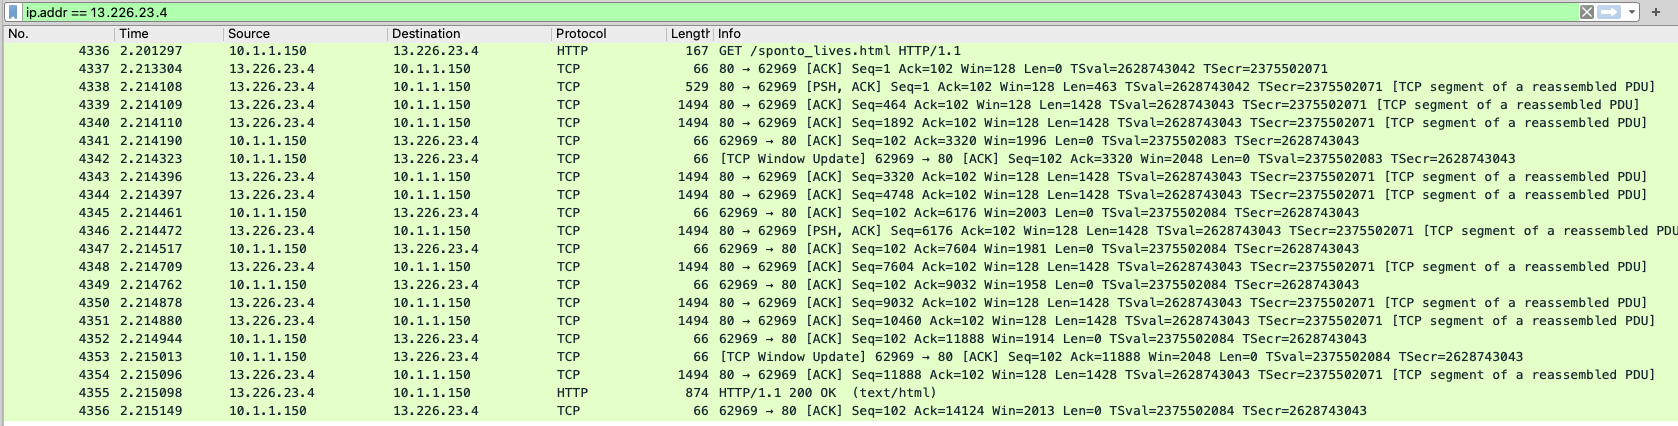 ip.addr == 13.226.23.4
No. Time Source Destination Protocol Length Info
4336 2.201297 10.1.1.150 13.226.23.4 HTTP 167 GET /sponto_lives.html HTTP/1.1
4337 2.213304 13.226.23.4 10.1.1.150 TCP 66 80 → 62969 [ACK] Seq=1 Ack=102 Win=128 Len=0 TSval=2628743042 TSecr=2375502071
4338 2.214108 13.226.23.4 10.1.1.150 TCP 529 80 → 62969 [PSH, ACK] Seq=1 Ack=102 Win=128 Len=463 TSval=2628743042 TSecr=2375502071 [TCP segment of a reassembled PDU]
4339 2.214109 13.226.23.4 10.1.1.150 TCP 1494 80 → 62969 [ACK] Seq=464 Ack=102 Win=128 Len=1428 TSval=2628743043 TSecr=2375502071 [TCP segment of a reassembled PDU]
4340 2.214110 13.226.23.4 10.1.1.150 TCP 1494 80 → 62969 [ACK] Seq=1892 Ack=102 Win=128 Len=1428 TSval=2628743043 TSecr=2375502071 [TCP segment of a reassembled PDU]
4341 2.214190 10.1.1.150 13.226.23.4 TCP 66 62969 → 80 [ACK] Seq=102 Ack=3320 Win=1996 Len=0 TSval=2375502083 TSecr=2628743043
4342 2.214323 10.1.1.150 13.226.23.4 TCP 66 [TCP Window Update] 62969 → 80 [ACK] Seq=102 Ack=3320 Win=2048 Len=0 TSval=2375502083 TSecr=2628743043
4343 2.214396 13.226.23.4 10.1.1.150 TCP 1494 80 → 62969 [ACK] Seq=3320 Ack=102 Win=128 Len=1428 TSval=2628743043 TSecr=2375502071 [TCP segment of a reassembled PDU]
4344 2.214397 13.226.23.4 10.1.1.150 TCP 1494 80 → 62969 [ACK] Seq=4748 Ack=102 Win=128 Len=1428 TSval=2628743043 TSecr=2375502071 [TCP segment of a reassembled PDU]
4345 2.214461 10.1.1.150 13.226.23.4 TCP 66 62969 → 80 [ACK] Seq=102 Ack=6176 Win=2003 Len=0 TSval=2375502084 TSecr=2628743043
4346 2.214472 13.226.23.4 10.1.1.150 TCP 1494 80 → 62969 [PSH, ACK] Seq=6176 Ack=102 Win=128 Len=1428 TSval=2628743043 TSecr=2375502071 [TCP segment of a reassembled PDU
4347 2.214517 10.1.1.150 13.226.23.4 TCP 66 62969 → 80 [ACK] Seq=102 Ack=7604 Win=1981 Len=0 TSval=2375502084 TSecr=2628743043
4348 2.214709 13.226.23.4 10.1.1.150 TCP 1494 80 → 62969 [ACK] Seq=7604 Ack=102 Win=128 Len=1428 TSval=2628743043 TSecr=2375502071 [TCP segment of a reassembled PDU]
4349 2.214762 10.1.1.150 13.226.23.4 TCP 66 62969 → 80 [ACK] Seq=102 Ack=9032 Win=1958 Len=0 TSval=2375502084 TSecr=2628743043
4350 2.214878 13.226.23.4 10.1.1.150 TCP 1494 80 → 62969 [ACK] Seq=9032 Ack=102 Win=128 Len=1428 TSval=2628743043 TSecr=2375502071 [TCP segment of a reassembled PDU]
4351 2.214880 13.226.23.4 10.1.1.150 TCP 1494 80 → 62969 [ACK] Seq=10460 Ack=102 Win=128 Len=1428 TSval=2628743043 TSecr=2375502071 [TCP segment of a reassembled PDU]
4352 2.214944 10.1.1.150 13.226.23.4 TCP 66 62969 → 80 [ACK] Seq=102 Ack=11888 Win=1914 Len=0 TSval=2375502084 TSecr=2628743043
4353 2.215013 10.1.1.150 13.226.23.4 TCP 66 [TCP Window Update] 62969 → 80 [ACK] Seq=102 Ack=11888 Win=2048 Len=0 TSval=2375502084 TSecr=2628743043
4354 2.215096 13.226.23.4 10.1.1.150 TCP 1494 80 → 62969 [ACK] Seq=11888 Ack=102 Win=128 Len=1428 TSval=2628743043 TSecr=2375502071 [TCP segment of a reassembled PDU]
4355 2.215098 13.226.23.4 10.1.1.150 HTTP 874 HTTP/1.1 200 OK (text/html)
4356 2.215149 10.1.1.150 13.226.23.4 TCP 66 62969 → 80 [ACK] Seq=102 Ack=14124 Win=2013 Len=0 TSval=2375502084 TSecr=2628743043